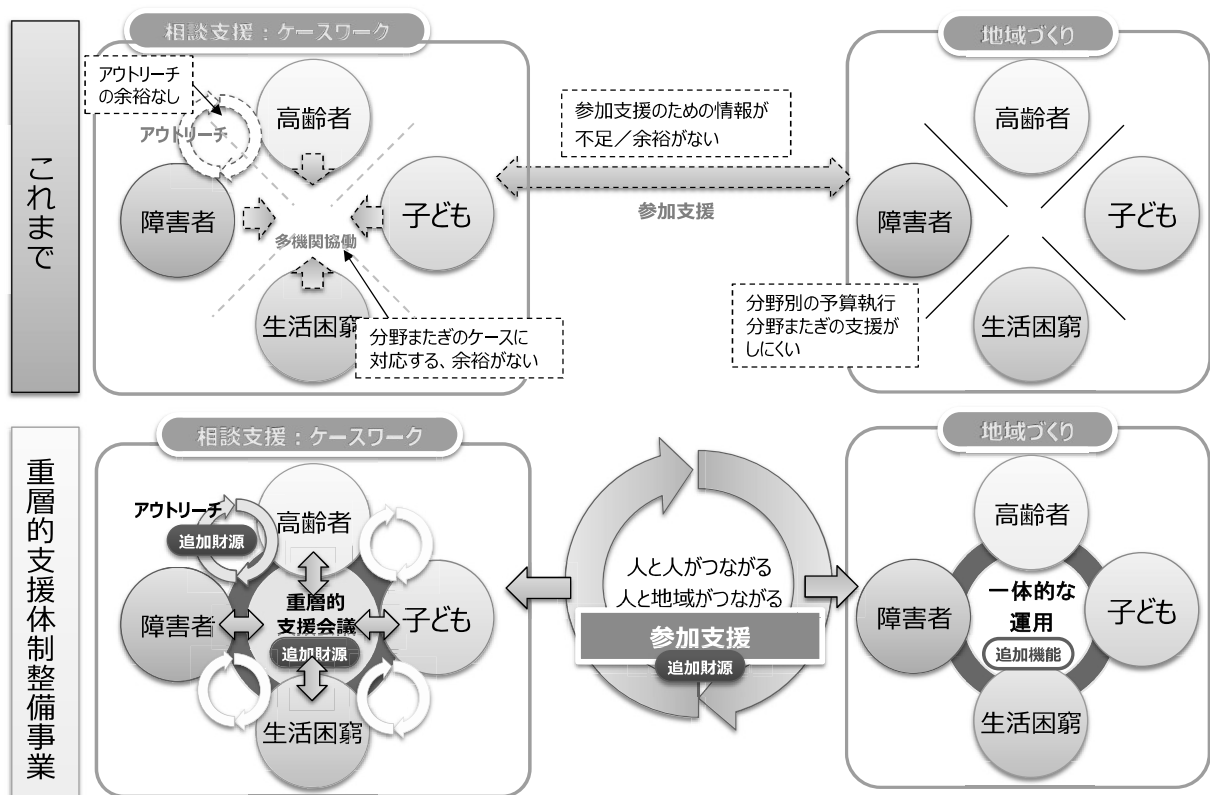 これまで
相談支援：ケースワーク
アウトリーチ
の余裕なし
アウトリーチ
高齢者
障害者
子ども
多機関協働
生活困窮
分野またぎのケースに
対応する、余裕がない
参加支援のための情報が
不足／余裕がない
参加支援
地域づくり
高齢者
障害者
子ども
生活困窮
分野別の予算執行
分野またぎの支援が
しにくい
重層的支援体制整備事業
相談支援：ケースワーク
アウトリーチ
追加財源
高齢者
障害者
重層的
支援会議
追加財源
子ども
生活困窮
人と人がつながる
人と地域がつながる
参加支援
追加財源
地域づくり
高齢者
障害者
一体的な
運用
追加機能
子ども
生活困窮